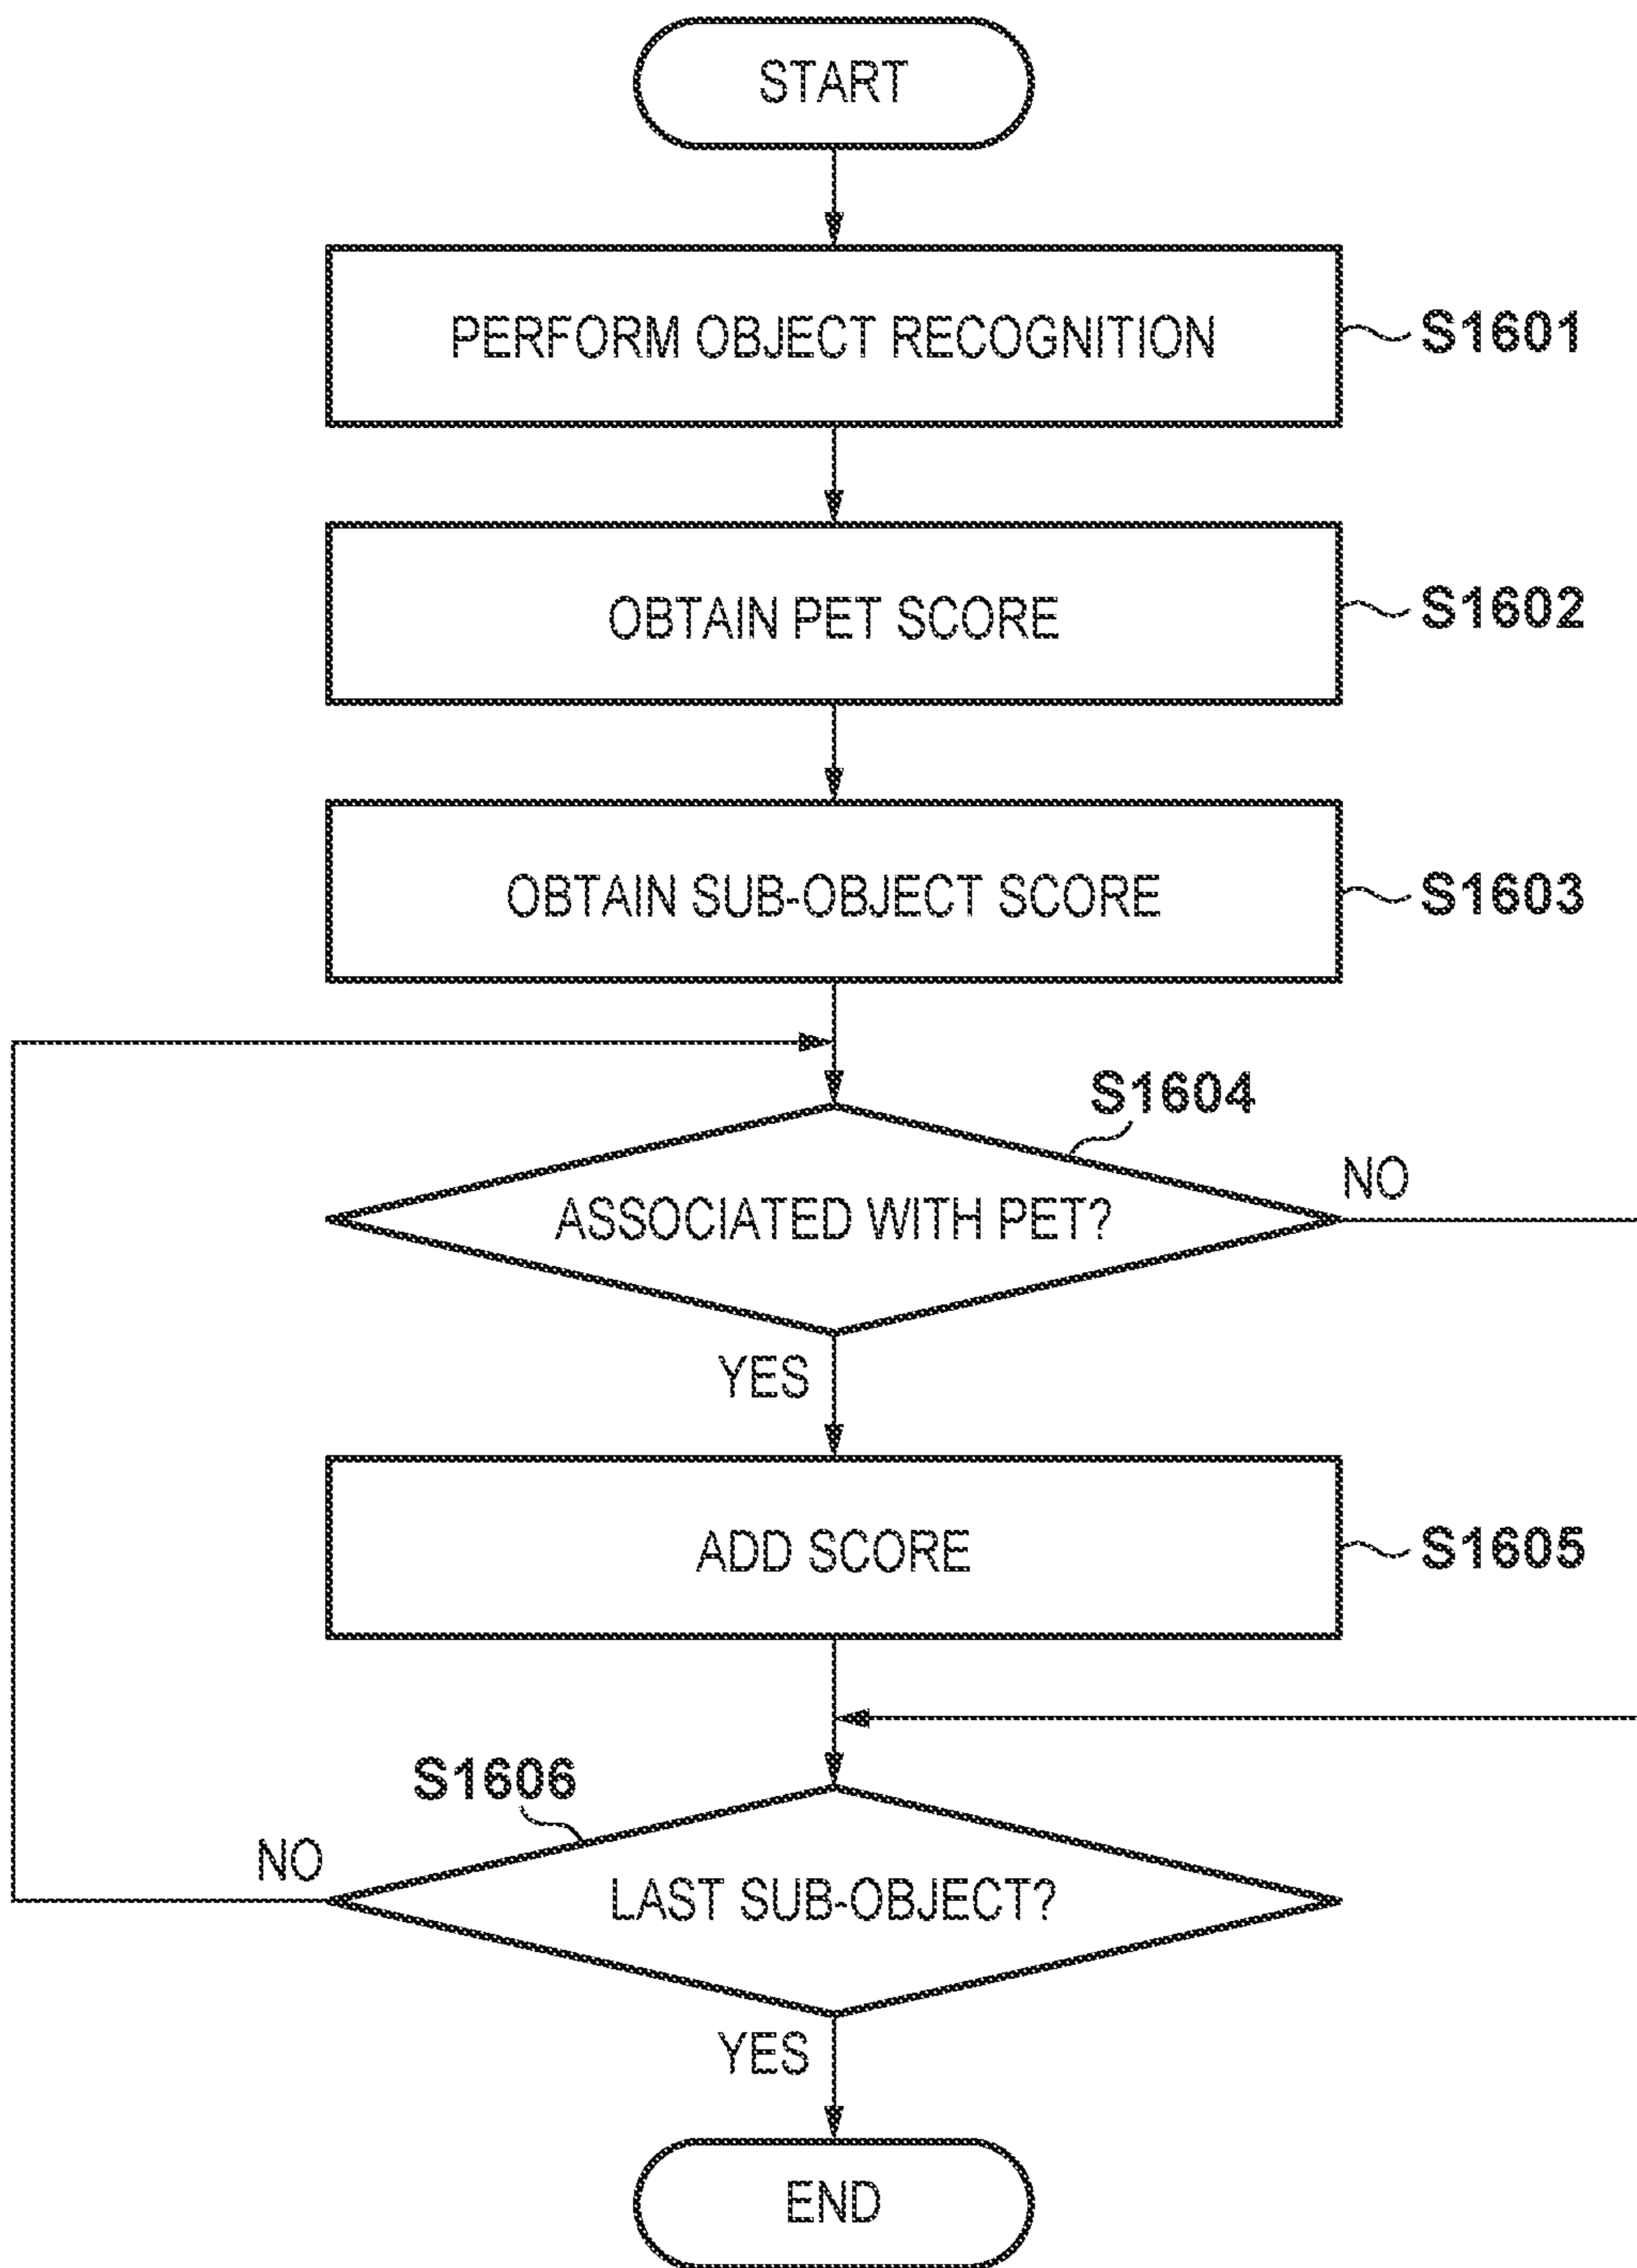 START
PERFORM OBJECT RECOGNITION
S1601
OBTAIN PET SCORE
S1602
OBTAIN SUB-OBJECT SCORE
S1603
S1604
ASSOCIATED WITH PET?
NO
YES
ADD SCORE
S1605
S1606
NO
LAST SUB-OBJECT?
YES
END